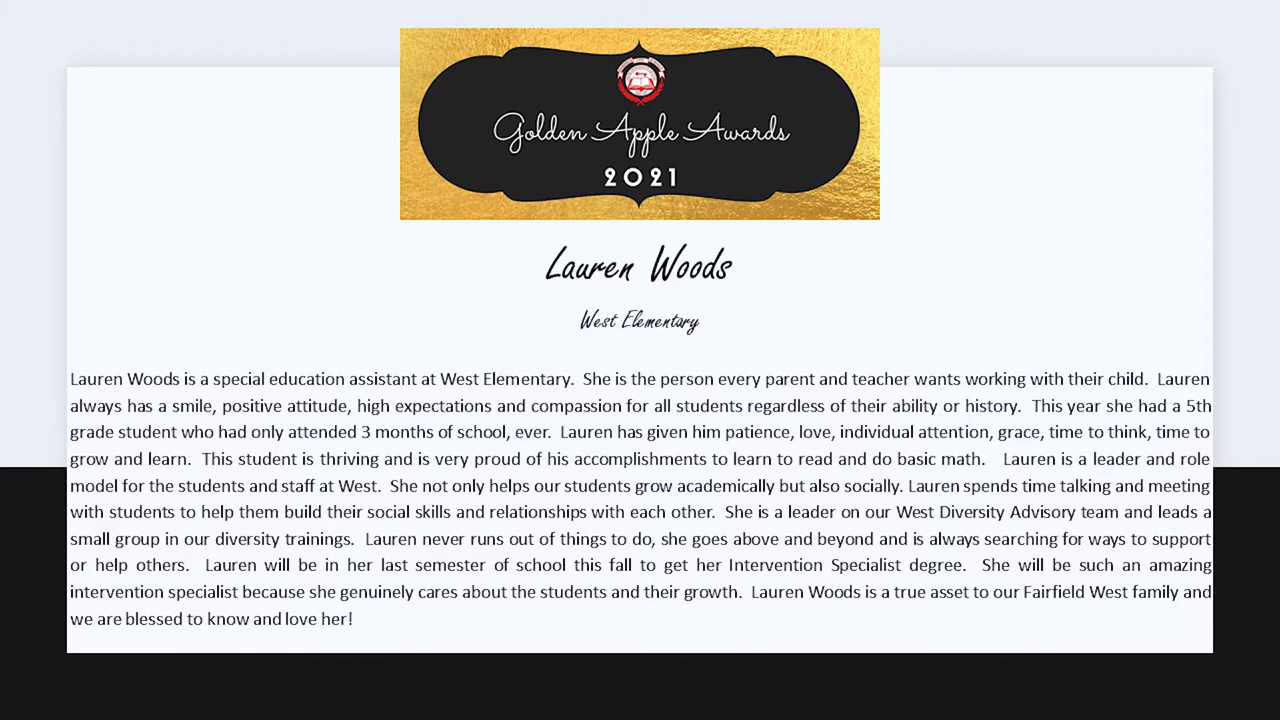 Golden Apple Awards
2021
Lauren Woods
West Elementary
Lauren Woods is a special education assistant at West Elementary.  She is the person every parent and teacher wants working with their child.  Lauren
always has a smile, positive attitude, high expectations and compassion for all students regardless of their ability or history.  This year she had a 5th
grade student who had only attended 3 months of school, ever.  Lauren has given him patience, love, individual attention, grace, time to think, time to
grow and learn.  This student is thriving and is very proud of his accomplishments to learn to read and do basic math.   Lauren is a leader and role
model for the students and staff at West.  She not only helps our students grow academically but also socially. Lauren spends time talking and meeting
with students to help them build their social skills and relationships with each other.  She is a leader on our West Diversity Advisory team and leads a
small group in our diversity trainings.  Lauren never runs out of things to do, she goes above and beyond and is always searching for ways to support
or help others.  Lauren will be in her last semester of school this fall to get her Intervention Specialist degree.  She will be such an amazing
intervention specialist because she genuinely cares about the students and their growth.  Lauren Woods is a true asset to our Fairfield West family and
we are blessed to know and love her!